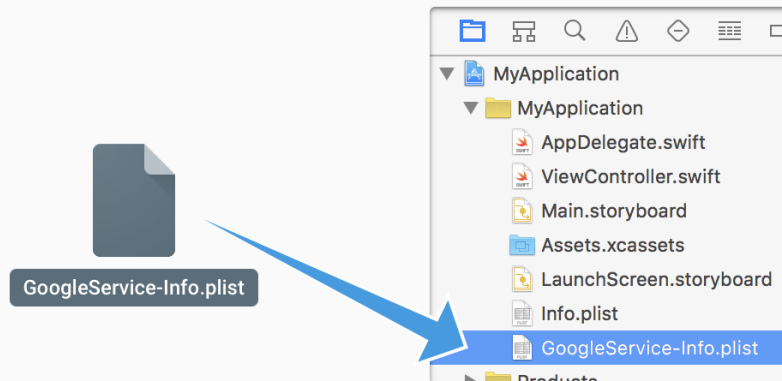 MyApplication
MyApplication
AppDelegate.swift
ViewController.swift
Main.storyboard
Assets.xcassets
LaunchScreen.storyboard
Info.plist
GoogleService-Info.plist
Products
GoogleService-Info.plist